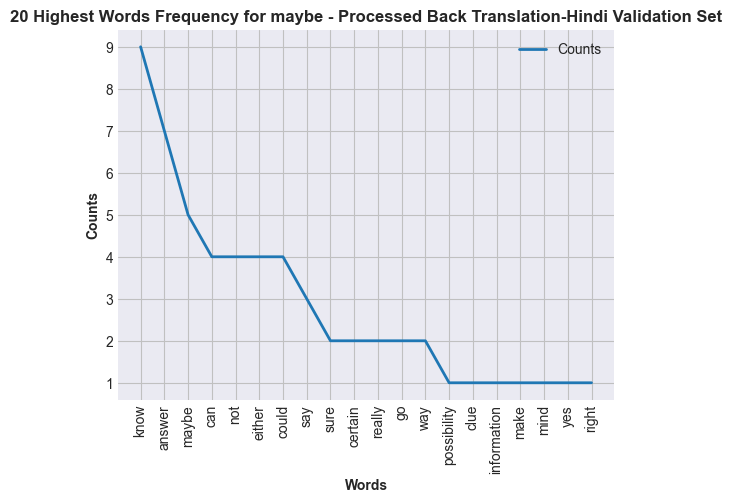 20 Highest Words Frequency for maybe - Processed Back Translation-Hindi Validation Set
Counts
9
8
7
6
5
4
3
2
1
Counts
know
answer
maybe
can
not
either
could
say
sure
certain
really
go
way
possibility
clue
information
make
mind
yes
right
Words